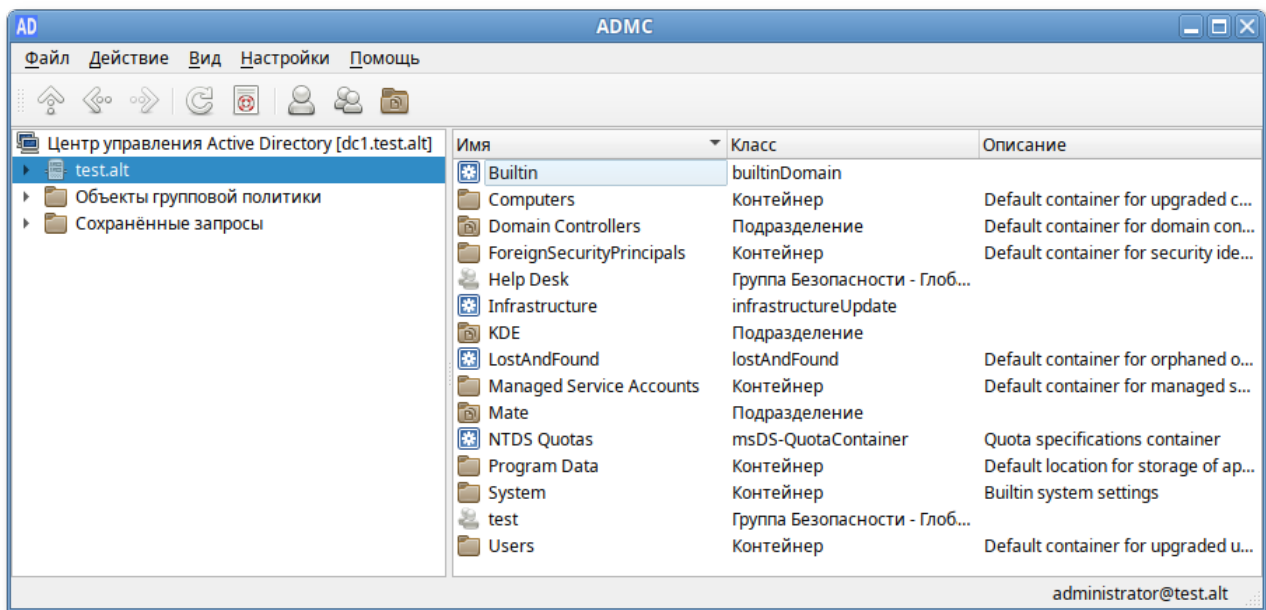 AD ADMC
Файл Действие Вид Настройки Помощь
Центр управления Active Directory [dc1.test.alt]
test.alt
Объекты групповой политики
Сохранённые запросы
Имя Класс Описание
Builtin builtinDomain
Computers Контейнер Default container for upgraded c...
Domain Controllers Подразделение Default container for domain con...
ForeignSecurityPrincipals Контейнер Default container for security ide...
Help Desk Группа Безопасности - Глоб...
Infrastructure infrastructureUpdate
KDE Подразделение
LostAndFound lostAndFound Default container for orphaned o...
Managed Service Accounts Контейнер Default container for managed s...
Mate Подразделение
NTDS Quotas msDS-QuotaContainer Quota specifications container
Program Data Контейнер Default location for storage of ap...
System Контейнер Builtin system settings
test Группа Безопасности - Глоб...
Users Контейнер Default container for upgraded u...
administrator@test.alt